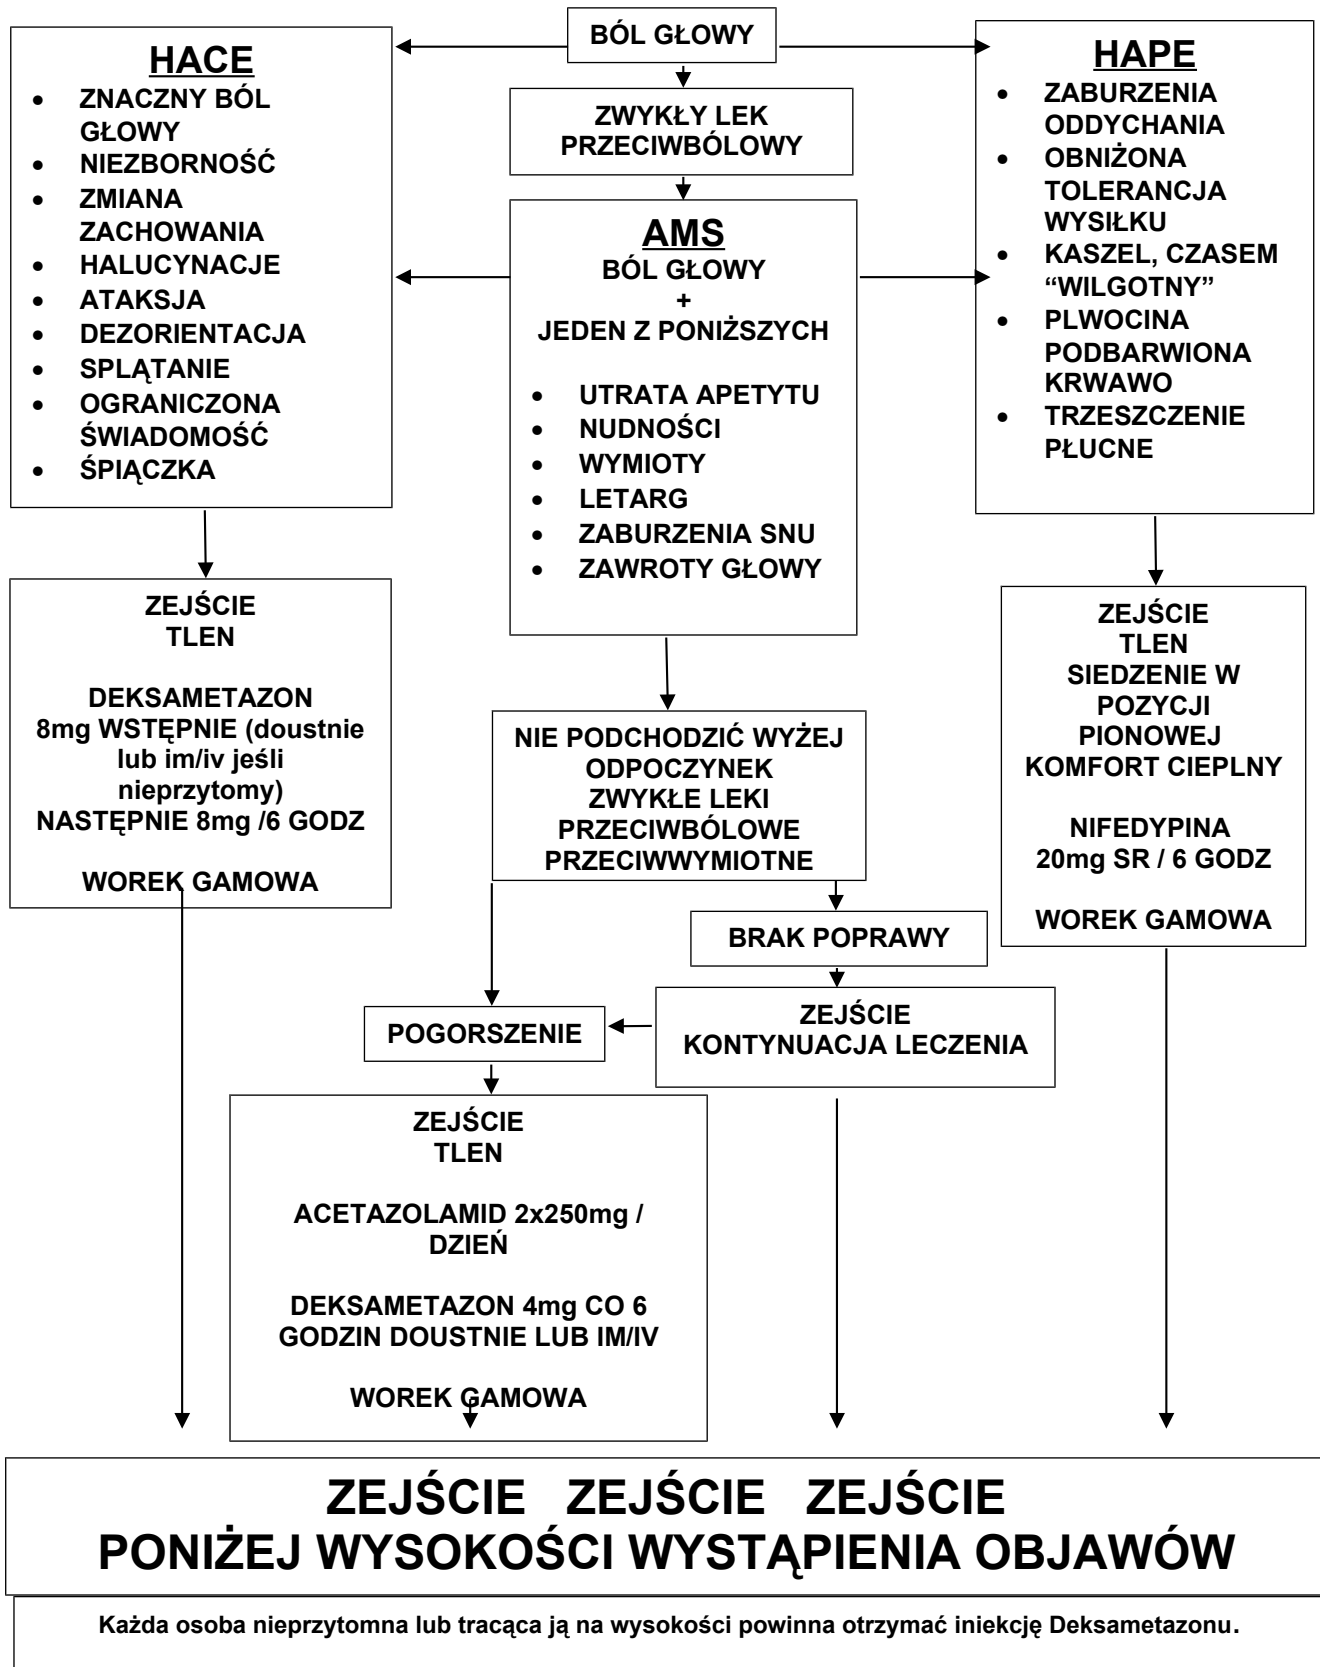 BÓL GŁOWY
HACE
• ZNACZNY BÓL
GŁOWY
• NIEZBORNOŚĆ
• ZMIANA
ZACHOWANIA
• HALUCYNACJE
• ATAKSJA
• DEZORIENTACJA
• SPLĄTANIE
• OGRANICZONA
ŚWIADOMOŚĆ
• ŚPIĄCZKA
ZWYKŁY LEK
PRZECIWBÓLOWY
AMS
BÓL GŁOWY
+
JEDEN Z PONIŻSZYCH
• UTRATA APETYTU
• NUDNOŚCI
• WYMIOTY
• LETARG
• ZABURZENIA SNU
• ZAWROTY GŁOWY
HAPE
• ZABURZENIA
ODDYCHANIA
• OBNIŻONA
TOLERANCJA
WYSIŁKU
• KASZEL, CZASEM
“WILGOTNY”
• PLWOCINA
PODBARWIONA
KRWAWO
• TRZESZCZENIE
PŁUCNE
ZEJŚCIE
TLEN
DEKSAMETAZON
8mg WSTĘPNIE (doustnie
lub im/iv jeśli
nieprzytomy)
NASTĘPNIE 8mg /6 GODZ
WOREK GAMOWA
NIE PODCHODZIĆ WYŻEJ
ODPOCZYNEK
ZWYKŁE LEKI
PRZECIWBÓLOWE
PRZECIWWYMIOTNE
ZEJŚCIE
TLEN
SIEDZENIE W
POZYCJI
PIONOWEJ
KOMFORT CIEPLNY
NIFEDYPINA
20mg SR / 6 GODZ
WOREK GAMOWA
BRAK POPRAWY
ZEJŚCIE
KONTYNUACJA LECZENIA
POGORSZENIE
ZEJŚCIE
TLEN
ACETAZOLAMID 2x250mg /
DZIEŃ
DEKSAMETAZON 4mg CO 6
GODZIN DOUSTNIE LUB IM/IV
WOREK GAMOWA
ZEJŚCIE ZEJŚCIE ZEJŚCIE
PONIŻEJ WYSOKOŚCI WYSTĄPIENIA OBJAWÓW
Każda osoba nieprzytomna lub tracąca ją na wysokości powinna otrzymać iniekcję Deksametazonu.